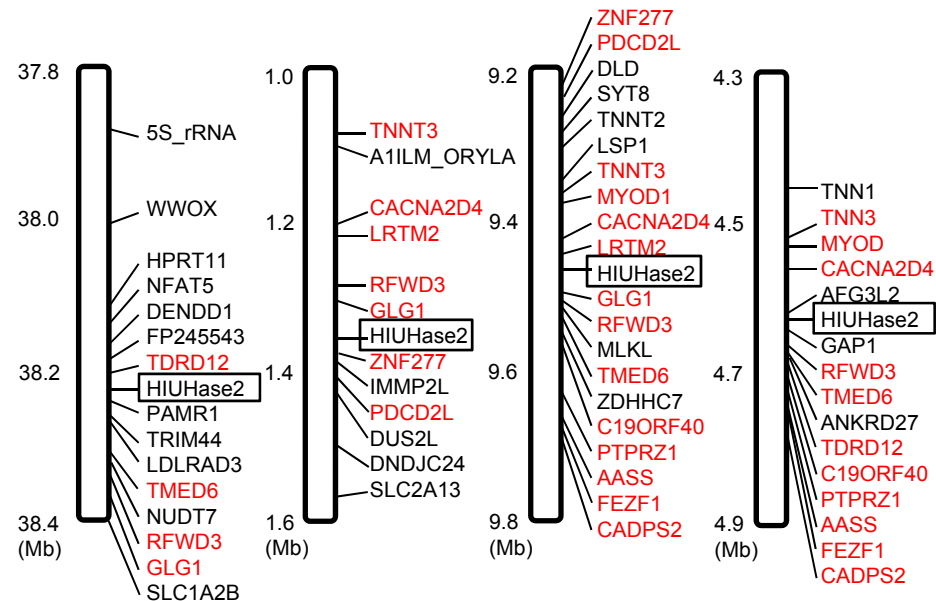 37.8
38.0
38.2
38.4
(Mb)
5S_rRNA
WWOX
HPRT11
NFAT5
DENDD1
FP245543
TDRD12
HIUHase2
PAMR1
TRIM44
LDLRAD3
TMED6
NUDT7
RFWD3
GLG1
SLC1A2B
1.0
1.2
1.4
1.6
(Mb)
TNNT3
A1ILM_ORYLA
CACNA2D4
LRTM2
RFWD3
GLG1
HIUHase2
ZNF277
IMMP2L
PDCD2L
DUS2L
DNDJC24
SLC2A13
9.2
9.4
9.6
9.8
(Mb)
ZNF277
PDCD2L
DLD
SYT8
TNNT2
LSP1
TNNT3
MYOD1
CACNA2D4
LRTM2
HIUHase2
GLG1
RFWD3
MLKL
TMED6
ZDHHC7
C19ORF40
PTPRZ1
AASS
FEZF1
CADPS2
4.3
4.5
4.7
4.9
(Mb)
TNN1
TNN3
MYOD
CACNA2D4
AFG3L2
HIUHase2
GAP1
RFWD3
TMED6
ANKRD27
TDRD12
C19ORF40
PTPRZ1
AASS
FEZF1
CADPS2